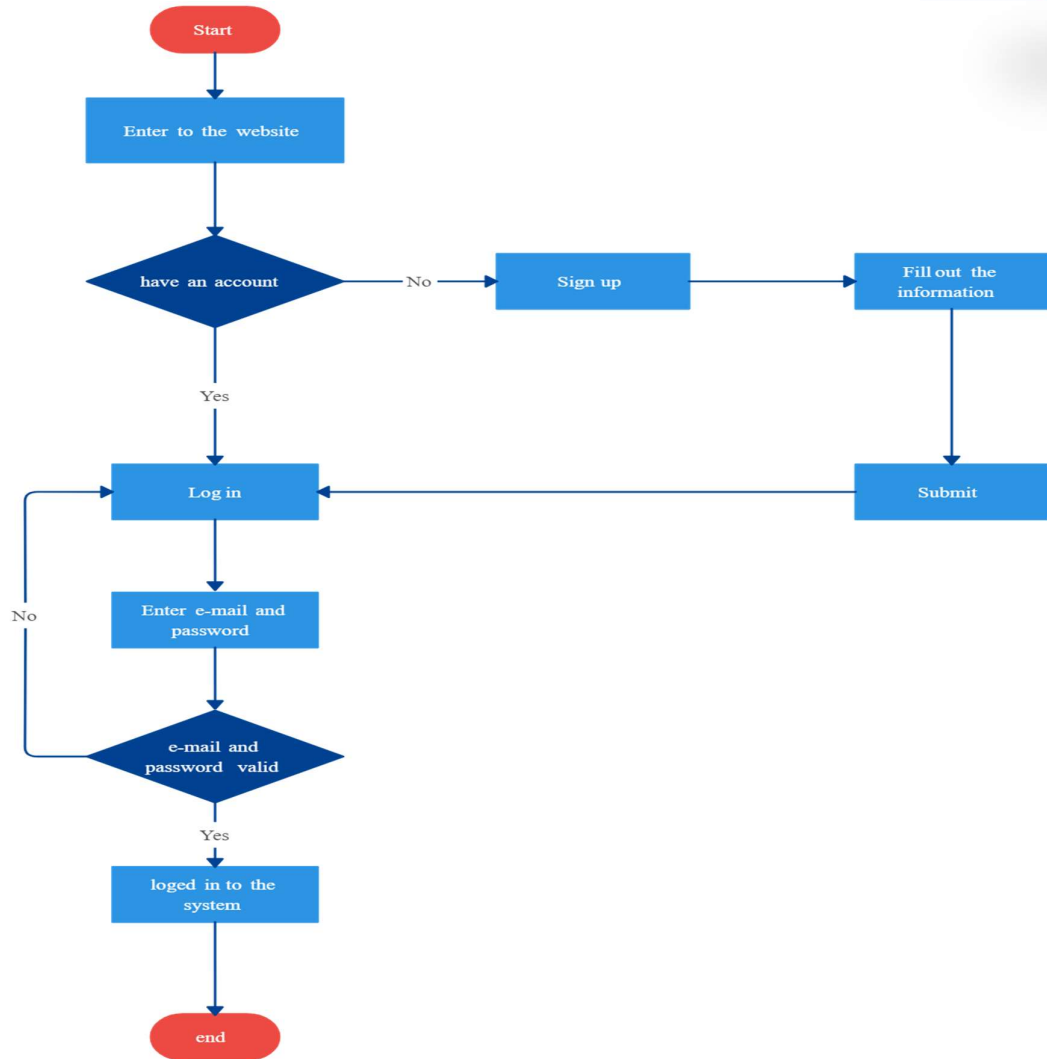 Start
Enter to the website
have an account
No
Sign up
Fill out the
information
Yes
Log in
Submit
Enter e-mail and
password
No
e-mail and
password valid
Yes
loged in to the
system
end